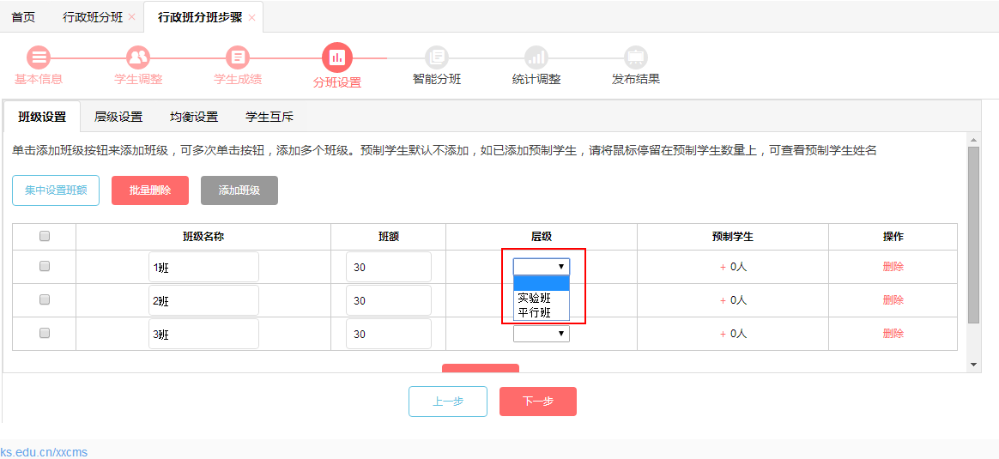 首页 行政班分班 × 行政班分班步骤 ×
基本信息 学生调整 学生成绩 分班设置 智能分班 统计调整 发布结果
班级设置 层级设置 均衡设置 学生互斥
单击添加班级按钮来添加班级，可多次单击按钮，添加多个班级。预制学生默认不添加，如已添加预制学生，请将鼠标停留在预制学生数量上，可查看预制学生姓名
集中设置班额 批量删除 添加班级
班级名称 班额 层级 预制学生 操作
1班 30 + 0人 删除
实验班
2班 30 + 0人 删除
平行班
3班 30 + 0人 删除
上一步 下一步
ks.edu.cn/xxcms